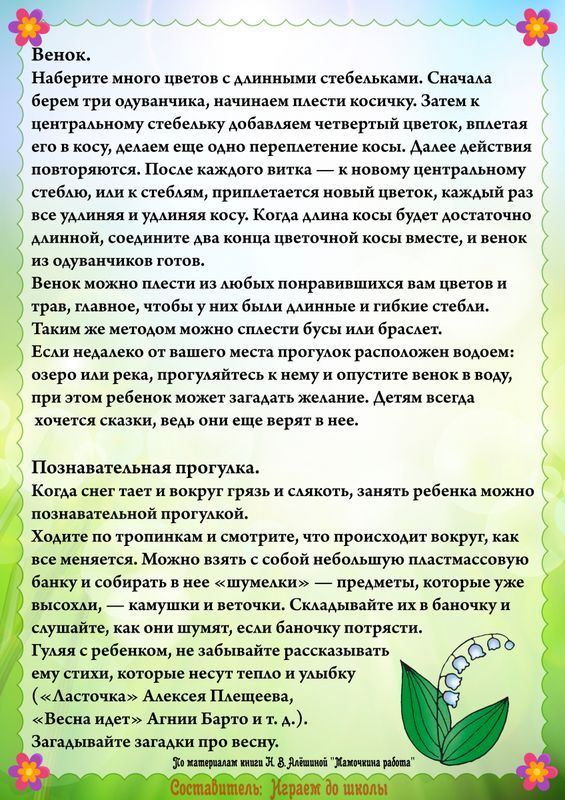 Венок.
Наберите много цветов с длинными стебельками. Сначала
берем три одуванчика, начинаем плести косичку. Затем к
центральному стебельку добавляем четвертый цветок, вплетая
его в косу, делаем еще одно переплетение косы. Далее действия
повторяются. После каждого витка — к новому центральному
стеблю, или к стеблям, приплетается новый цветок, каждый раз
все удлиняя и удлиняя косу. Когда длина косы будет достаточно
длинной, соедините два конца цветочной косы вместе, и венок
из одуванчиков готов.
Венок можно плести из любых понравившихся вам цветов и
трав, главное, чтобы у них были длинные и гибкие стебли.
Таким же методом можно сплести бусы или браслет.
Если недалеко от вашего места прогулок расположен водоем:
озеро или река, прогуляйтесь к нему и опустите венок в воду,
при этом ребенок может загадать желание. Детям всегда
хочется сказки, ведь они еще верят в нее.
Познавательная прогулка.
Когда снег тает и вокруг грязь и слякоть, занять ребенка можно
познавательной прогулкой.
Ходите по тропинкам и смотрите, что происходит вокруг, как
все меняется. Можно взять с собой небольшую пластмассовую
банку и собирать в нее «шумелки» — предметы, которые уже
высохли, — камушки и веточки. Складывайте их в баночку и
слушайте, как они шумят, если баночку потрясти.
Гуляя с ребенком, не забывайте рассказывать
ему стихи, которые несут тепло и улыбку
(«Ласточка» Алексея Плещеева,
«Весна идет» Агнии Барто и т. д.).
Загадывайте загадки про весну.
По материалам книги Н. В. Алёшиной "Мамочкина работа"
Составитель: Играем до школы